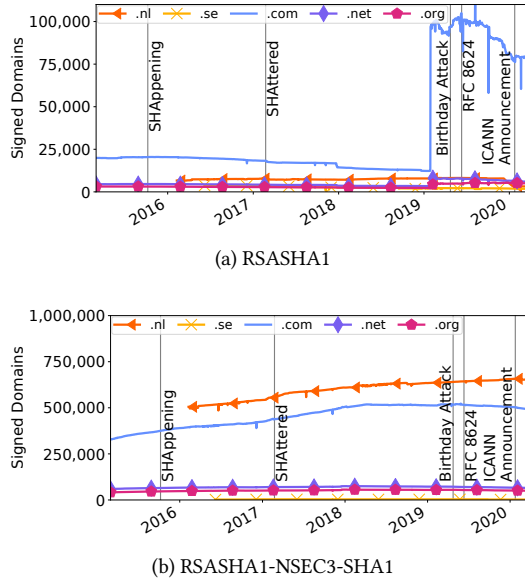 .nl .se .com .net .org
100,000
75,000
50,000
25,000
0
Signed Domains
SHAppening
SHAttered
Birthday Attack
RFC 8624
ICANN
Announcement
2016 2017 2018 2019 2020
(a) RSASHA1
.nl .se .com .net .org
1,000,000
750,000
500,000
250,000
0
Signed Domains
SHAppening
SHAttered
Birthday Attack
RFC 8624
ICANN
Announcement
2016 2017 2018 2019 2020
(b) RSASHA1-NSEC3-SHA1